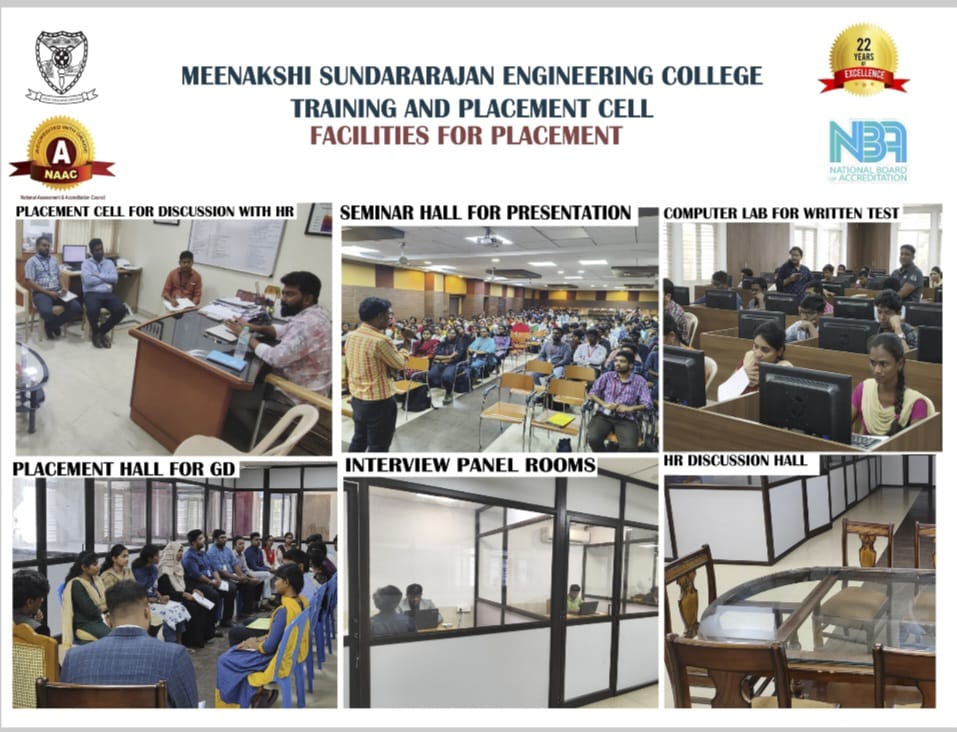 MEENAKSHI SUNDARARAJAN ENGINEERING COLLEGE
TRAINING AND PLACEMENT CELL
FACILITIES FOR PLACEMENT
ACCREDITED WITH GRADE
A
NAAC
National Assessment & Accreditation Council
22
YEARS
OF
EXCELLENCE
NBA
NATIONAL BOARD
OF ACCREDITATION
PLACEMENT CELL FOR DISCUSSION WITH HR
SEMINAR HALL FOR PRESENTATION
COMPUTER LAB FOR WRITTEN TEST
PLACEMENT HALL FOR GD
INTERVIEW PANEL ROOMS
HR DISCUSSION HALL